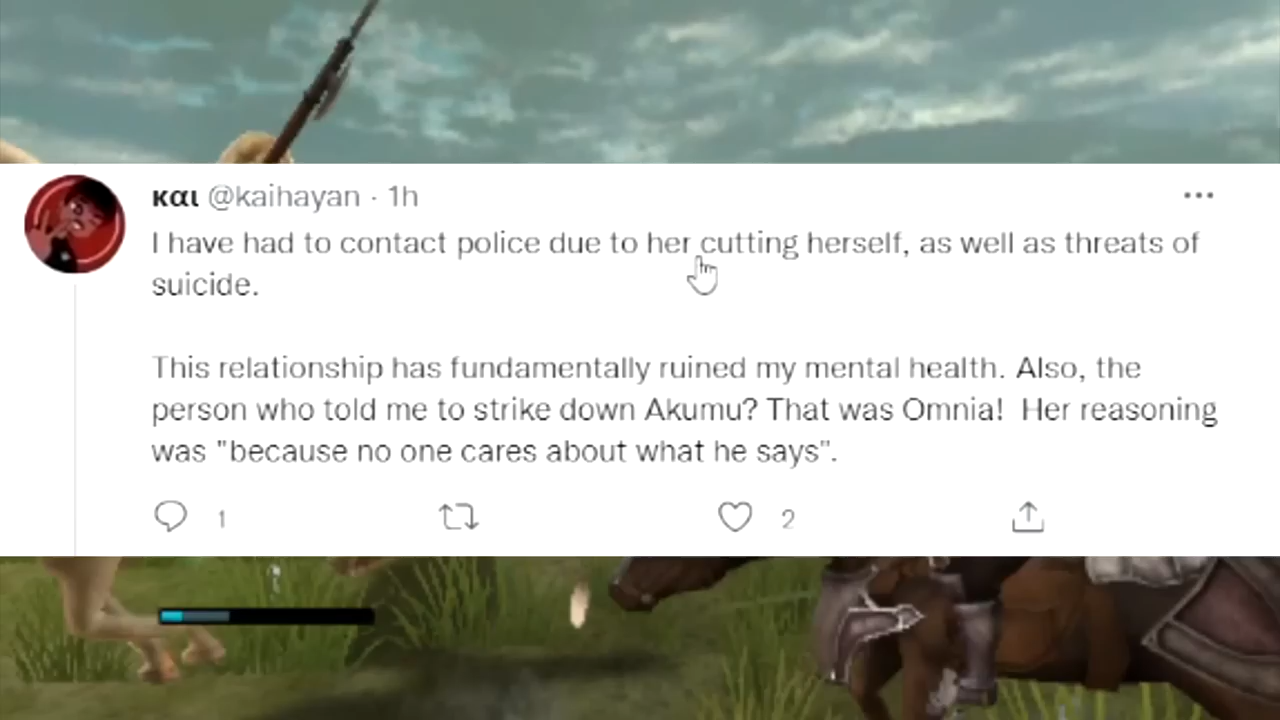 και @kaihayan · 1h
I have had to contact police due to her cutting herself, as well as threats of
suicide.
This relationship has fundamentally ruined my mental health. Also, the
person who told me to strike down Akumu? That was Omnia!  Her reasoning
was "because no one cares about what he says".
1 2